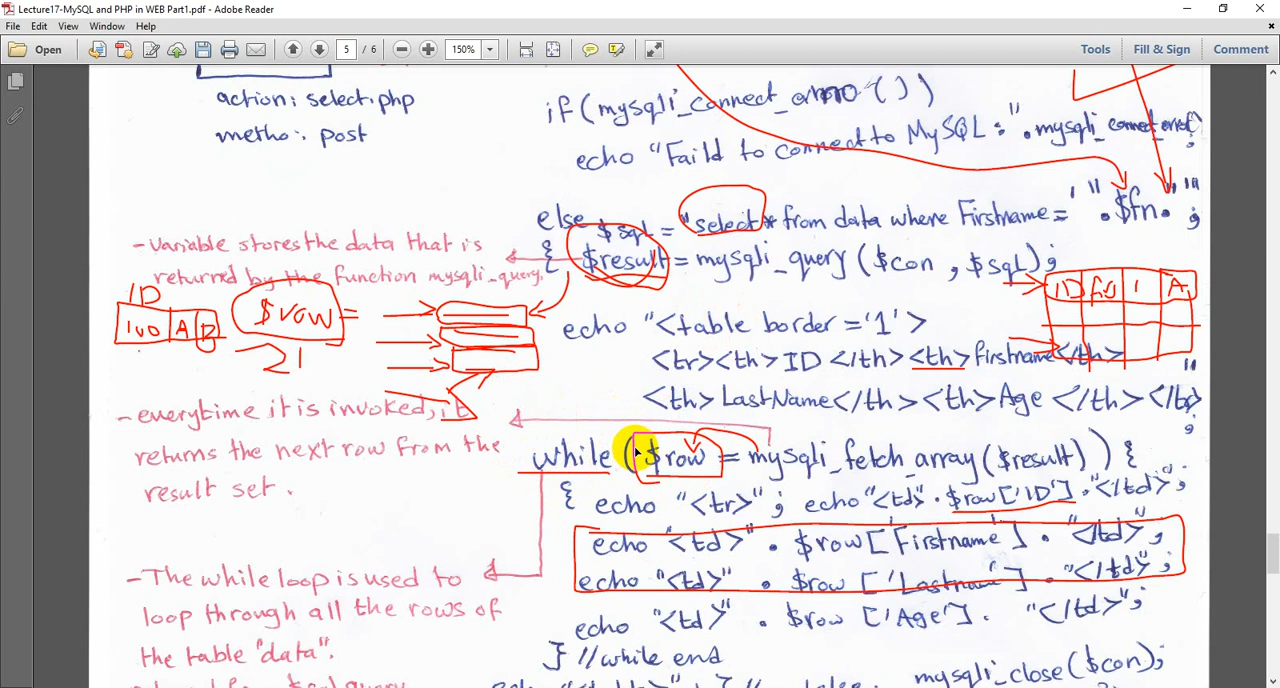 Lecture17-MySQL and PHP in WEB Part1.pdf - Adobe Reader
File Edit View Window Help
Open 5 / 6 150% Tools Fill & Sign Comment
action: select.php
metho:. post
if(mysqli_connect_errno())
echo "Faild to connect to MySQL:".mysqli_connect_error()
;
else
$sql = "select * from data where Firstname='".$fn."'";
{ $result = mysqli_query($con, $sql);
- Variable stores the data that is
returned by the function mysqli_query.
ID
100 A B
$row =
21
ID A
echo "<table border='1'>
<tr><th>ID</th><th>Firstname</th>
<th>LastName</th><th>Age</th></tr>
";
- everytime it is invoked, it
returns the next row from the
result set.
while($row = mysqli_fetch_array($result)) {
{ echo "<tr>"; echo "<td>".$row['ID']."</td>";
echo "<td>" . $row['Firstname'] . "</td>";
echo "<td>" . $row['Lastname'] . "</td>";
echo "<td>" . $row['Age']. "</td>";
} //while end
- The while loop is used to
loop through all the rows of
the table "data".
mysqli_close($con);